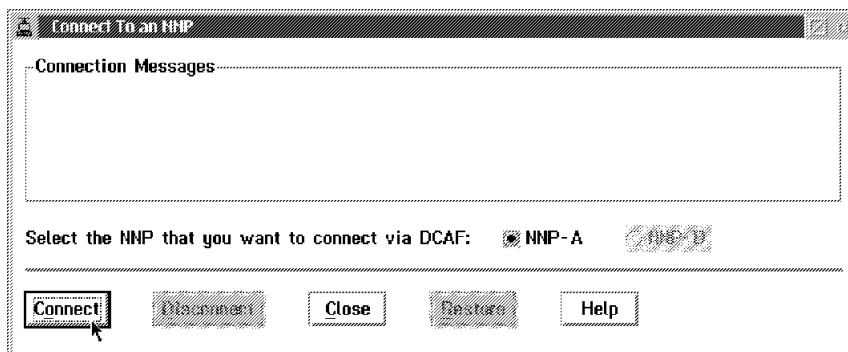 Connect To an NNP
Connection Messages
Select the NNP that you want to connect via DCAF: NNP-A NNP-B
Connect Disconnect Close Restore Help